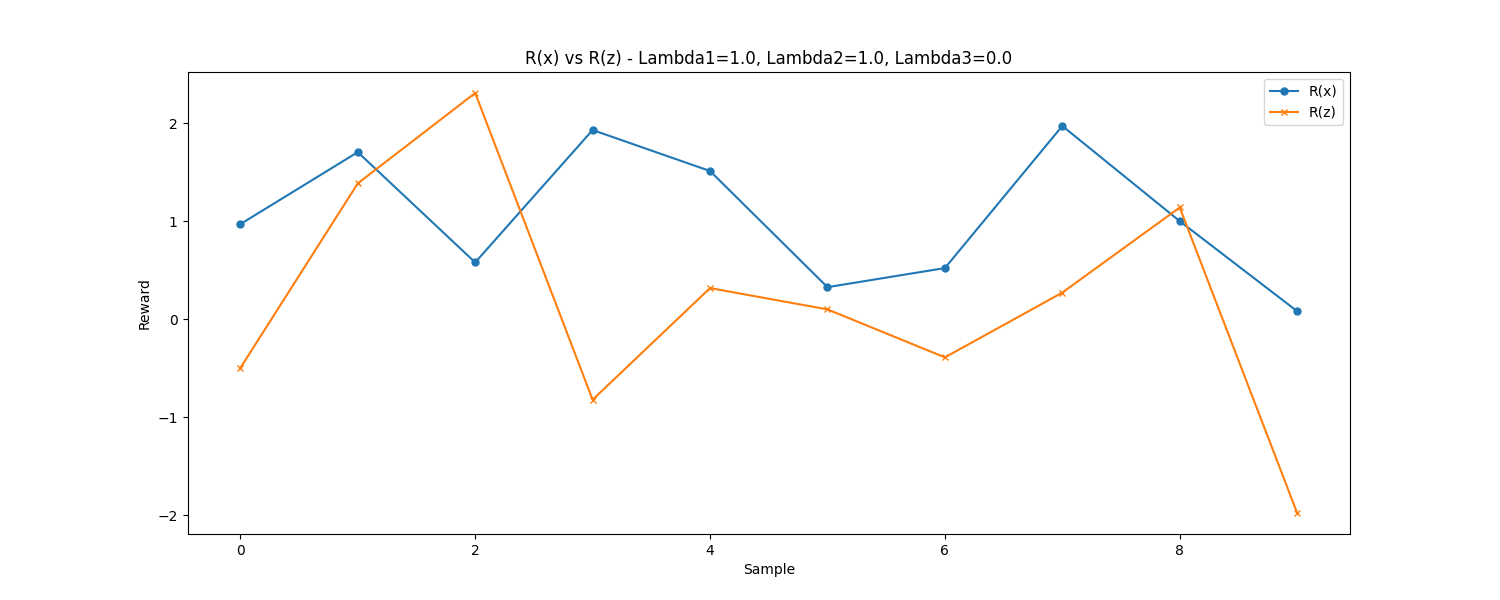 R(x) vs R(z) - Lambda1=1.0, Lambda2=1.0, Lambda3=0.0
R(x)
R(z)
2
1
0
−1
−2
Reward
0 2 4 6 8
Sample